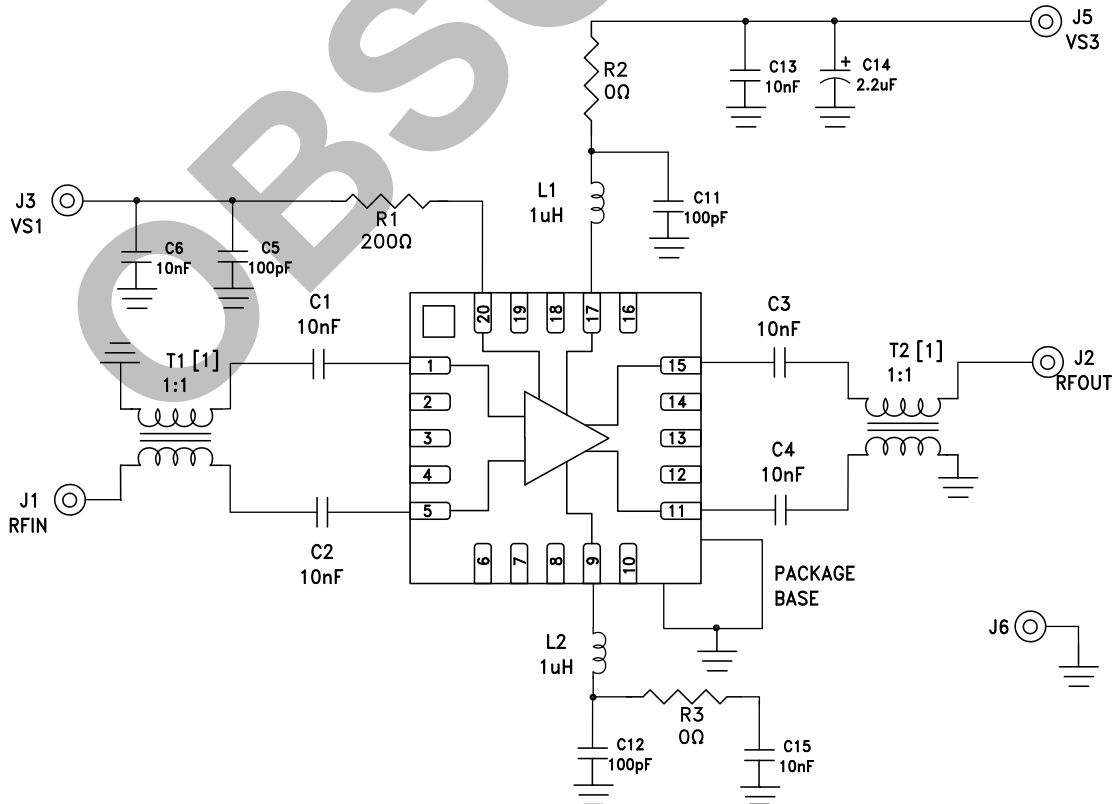 OBSO
J5
VS3
R2
0Ω
C13
10nF
+ C14
2.2uF
J3
VS1
L1
1uH
C11
100pF
R1
200Ω
C6
10nF
C5
100pF
C1
10nF
20
19
18
17
16
C3
10nF
T1 [1]
1:1
T2 [1]
1:1
J2
RFOUT
1
2
3
4
5
15
14
13
12
11
C4
10nF
J1
RFIN
C2
10nF
6
7
8
9
10
PACKAGE
BASE
L2
1uH
J6
R3
0Ω
C12
100pF
C15
10nF